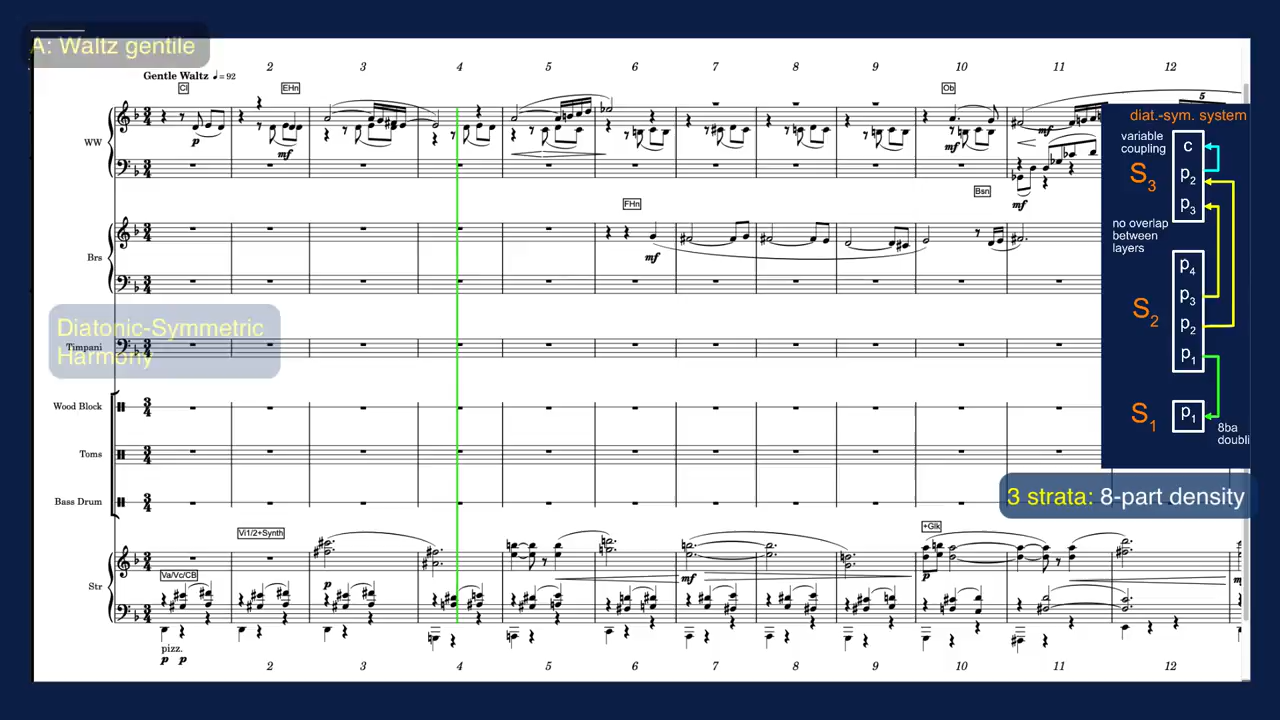 A: Waltz gentile
Gentle Waltz ♩=92
2 3 4 5 6 7 8 9 10 11 12
Cl
EHn
Ob
5
WW
p
mf
mf
mf
mf
Bsn
FHn
Brs
mf
Diatonic-Symmetric
Harmony
Timpani
Wood Block
Toms
Bass Drum
Vi1/2+Synth
+Glk
Va/Vc/CB
Str
p
mf
p
pizz.
p p
2 3 4 5 6 7 8 9 10 11 12
diat.-sym. system
variable
coupling
S3
c
p2
p3
no overlap
between
layers
S2
p4
p3
p2
p1
S1
p1
8ba
doubli
3 strata: 8-part density